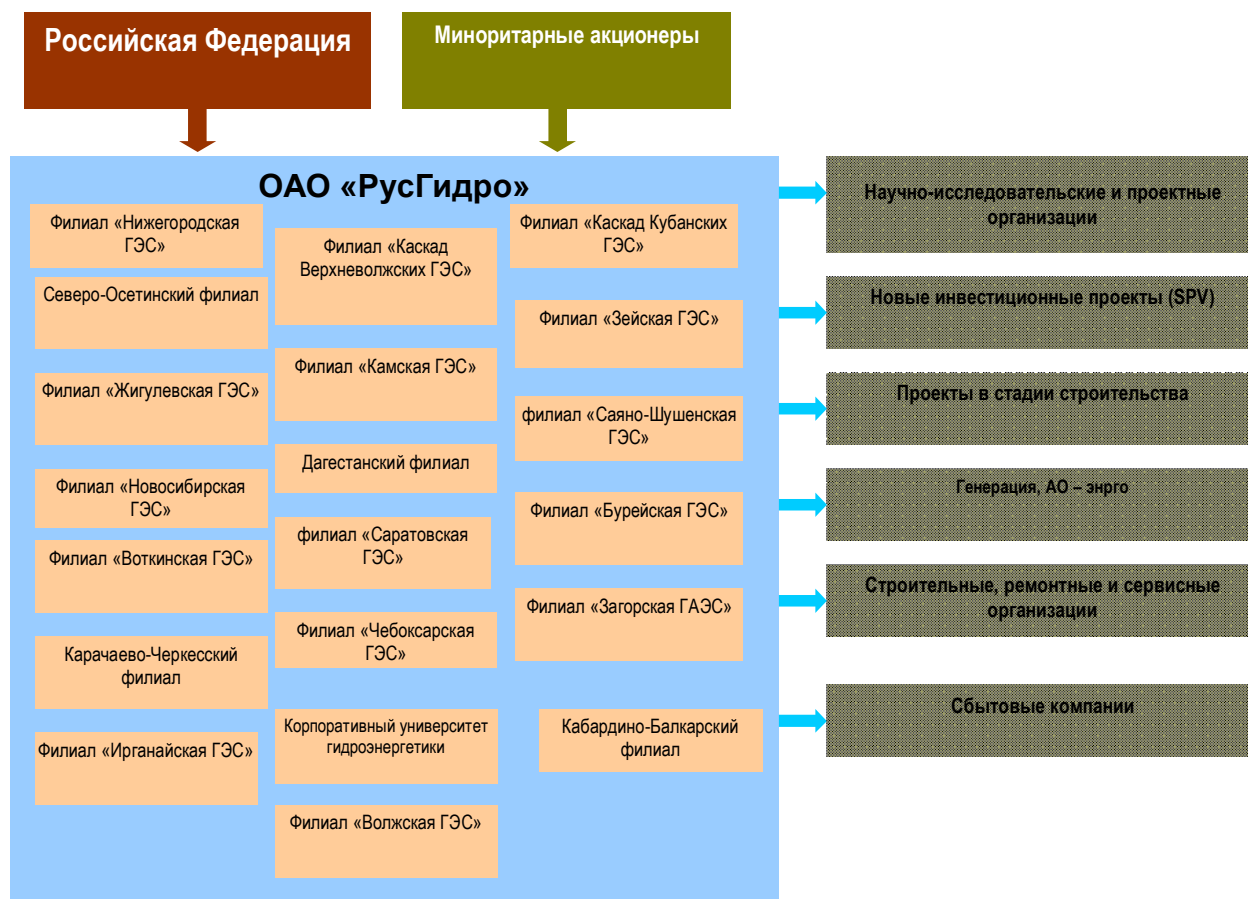 Российская Федерация
Миноритарные акционеры
ОАО «РусГидро»
Филиал «Нижегородская
ГЭС»
Северо-Осетинский филиал
Филиал «Жигулевская ГЭС»
Филиал «Новосибирская
ГЭС»
Филиал «Воткинская ГЭС»
Карачаево-Черкесский
филиал
Филиал «Ирганайская ГЭС»
Филиал «Каскад
Верхневолжских ГЭС»
Филиал «Камская ГЭС»
Дагестанский филиал
филиал «Саратовская
ГЭС»
Филиал «Чебоксарская
ГЭС»
Корпоративный университет
гидроэнергетики
Филиал «Волжская ГЭС»
Филиал «Каскад Кубанских
ГЭС»
Филиал «Зейская ГЭС»
филиал «Саяно-Шушенская
ГЭС»
Филиал «Бурейская ГЭС»
Филиал «Загорская ГАЭС»
Кабардино-Балкарский
филиал
Научно-исследовательские и проектные
организации
Новые инвестиционные проекты (SPV)
Проекты в стадии строительства
Генерация, АО – энрго
Строительные, ремонтные и сервисные
организации
Сбытовые компании